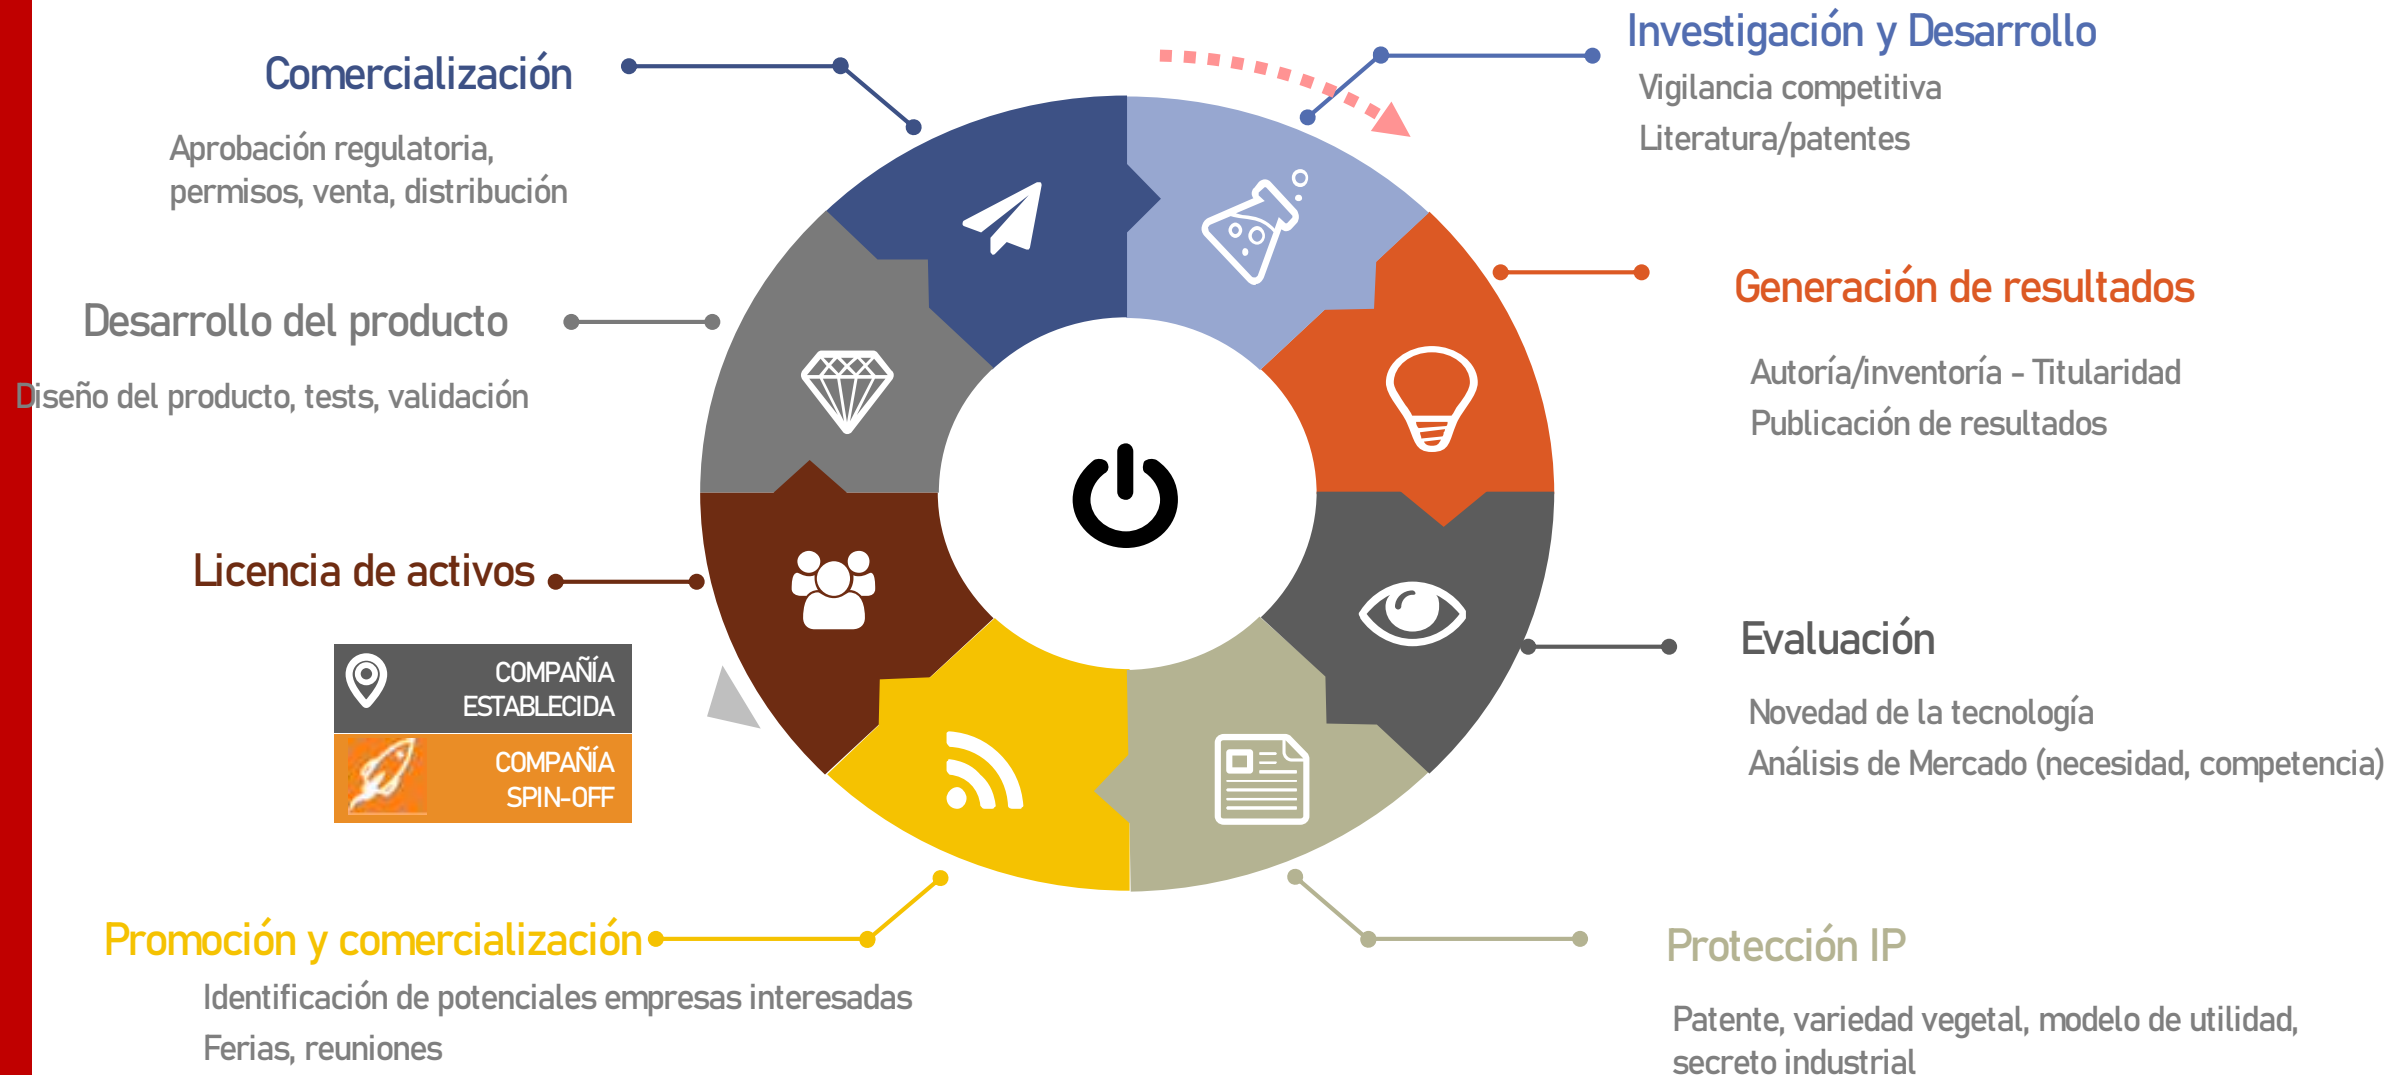 Investigación y Desarrollo
Vigilancia competitiva
Literatura/patentes
Generación de resultados
Autoría/inventoría - Titularidad
Publicación de resultados
Evaluación
Novedad de la tecnología
Análisis de Mercado (necesidad, competencia)
Protección IP
Patente, variedad vegetal, modelo de utilidad,
secreto industrial
Promoción y comercialización
Identificación de potenciales empresas interesadas
Ferias, reuniones
Licencia de activos
COMPAÑÍA
ESTABLECIDA
COMPAÑÍA
SPIN-OFF
Desarrollo del producto
Diseño del producto, tests, validación
Comercialización
Aprobación regulatoria,
permisos, venta, distribución